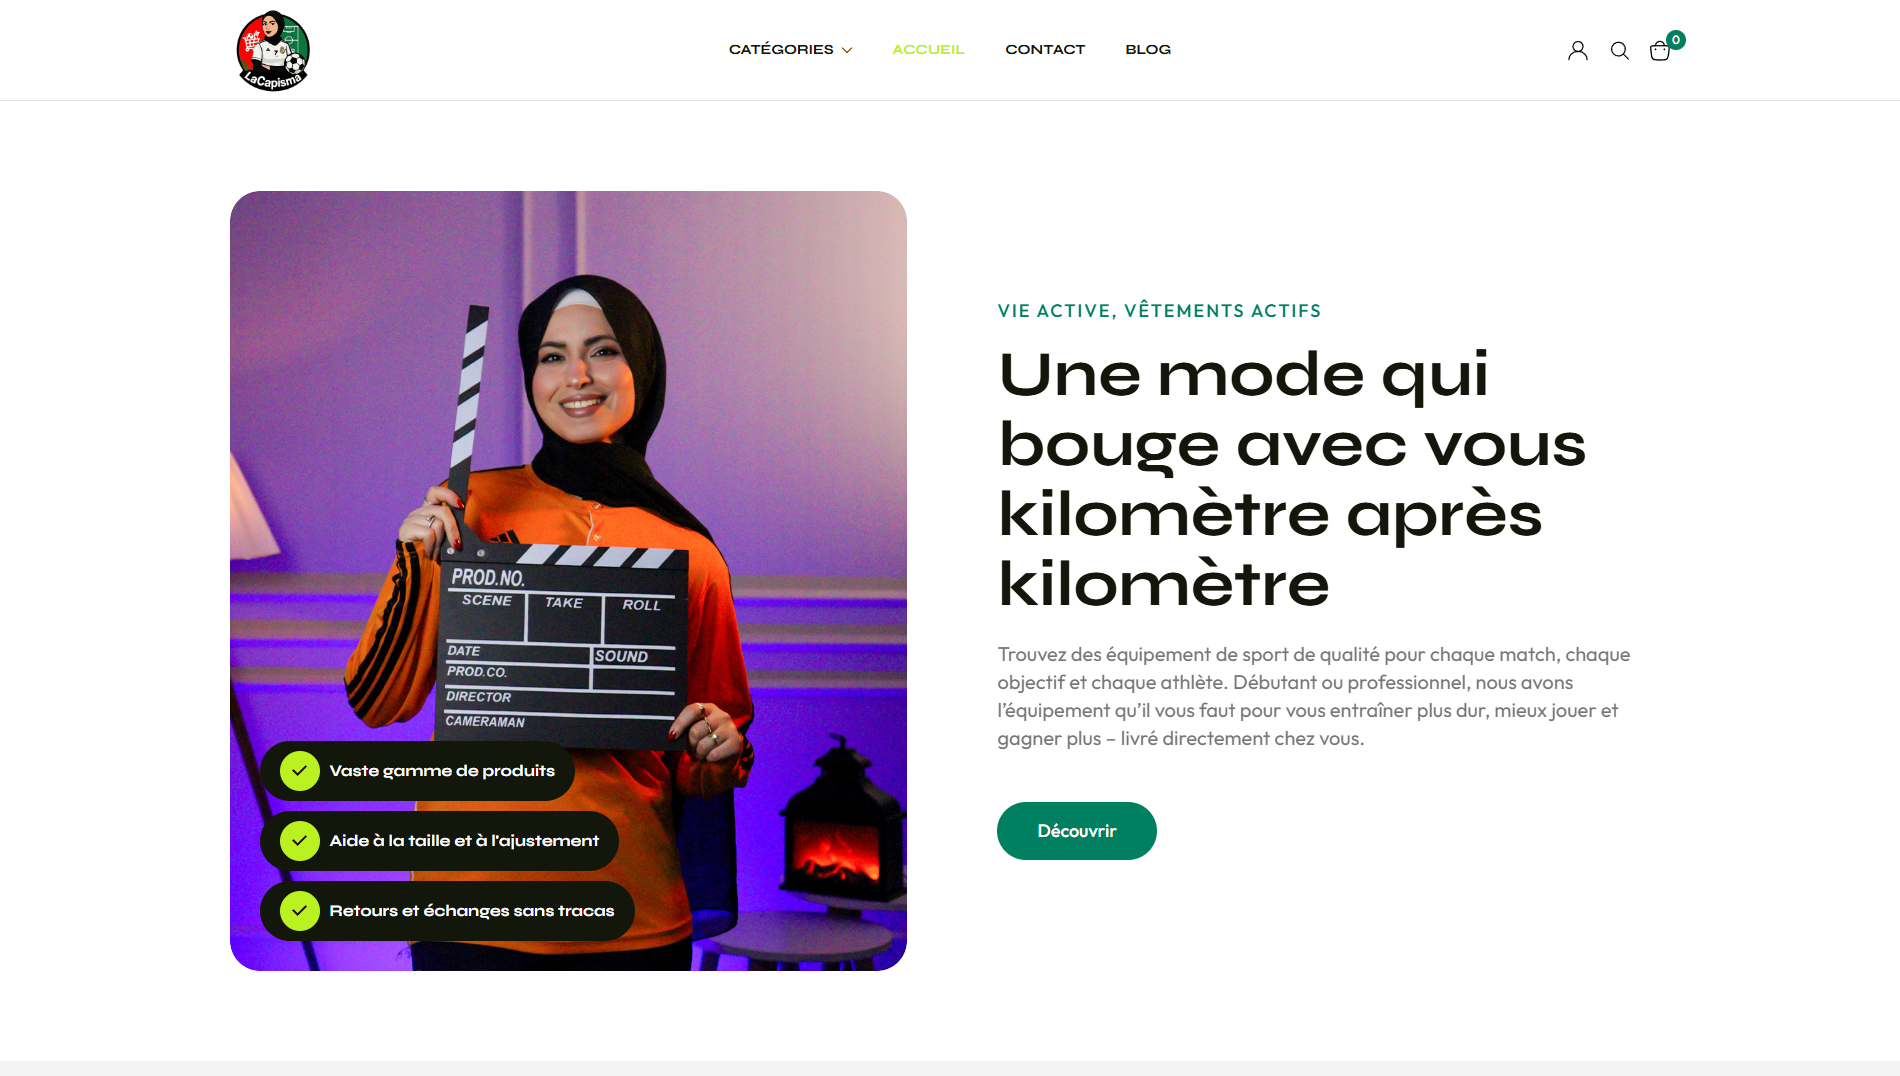 LaCapisma
CATÉGORIES
ACCUEIL
CONTACT
BLOG
0
PROD.NO.
SCENE
TAKE
ROLL
DATE
SOUND
PROD.CO.
DIRECTOR
CAMERAMAN
Vaste gamme de produits
Aide à la taille et à l'ajustement
Retours et échanges sans tracas
VIE ACTIVE, VÊTEMENTS ACTIFS
Une mode qui
bouge avec vous
kilomètre après
kilomètre
Trouvez des équipement de sport de qualité pour chaque match, chaque
objectif et chaque athlète. Débutant ou professionnel, nous avons
l’équipement qu’il vous faut pour vous entraîner plus dur, mieux jouer et
gagner plus – livré directement chez vous.
Découvrir